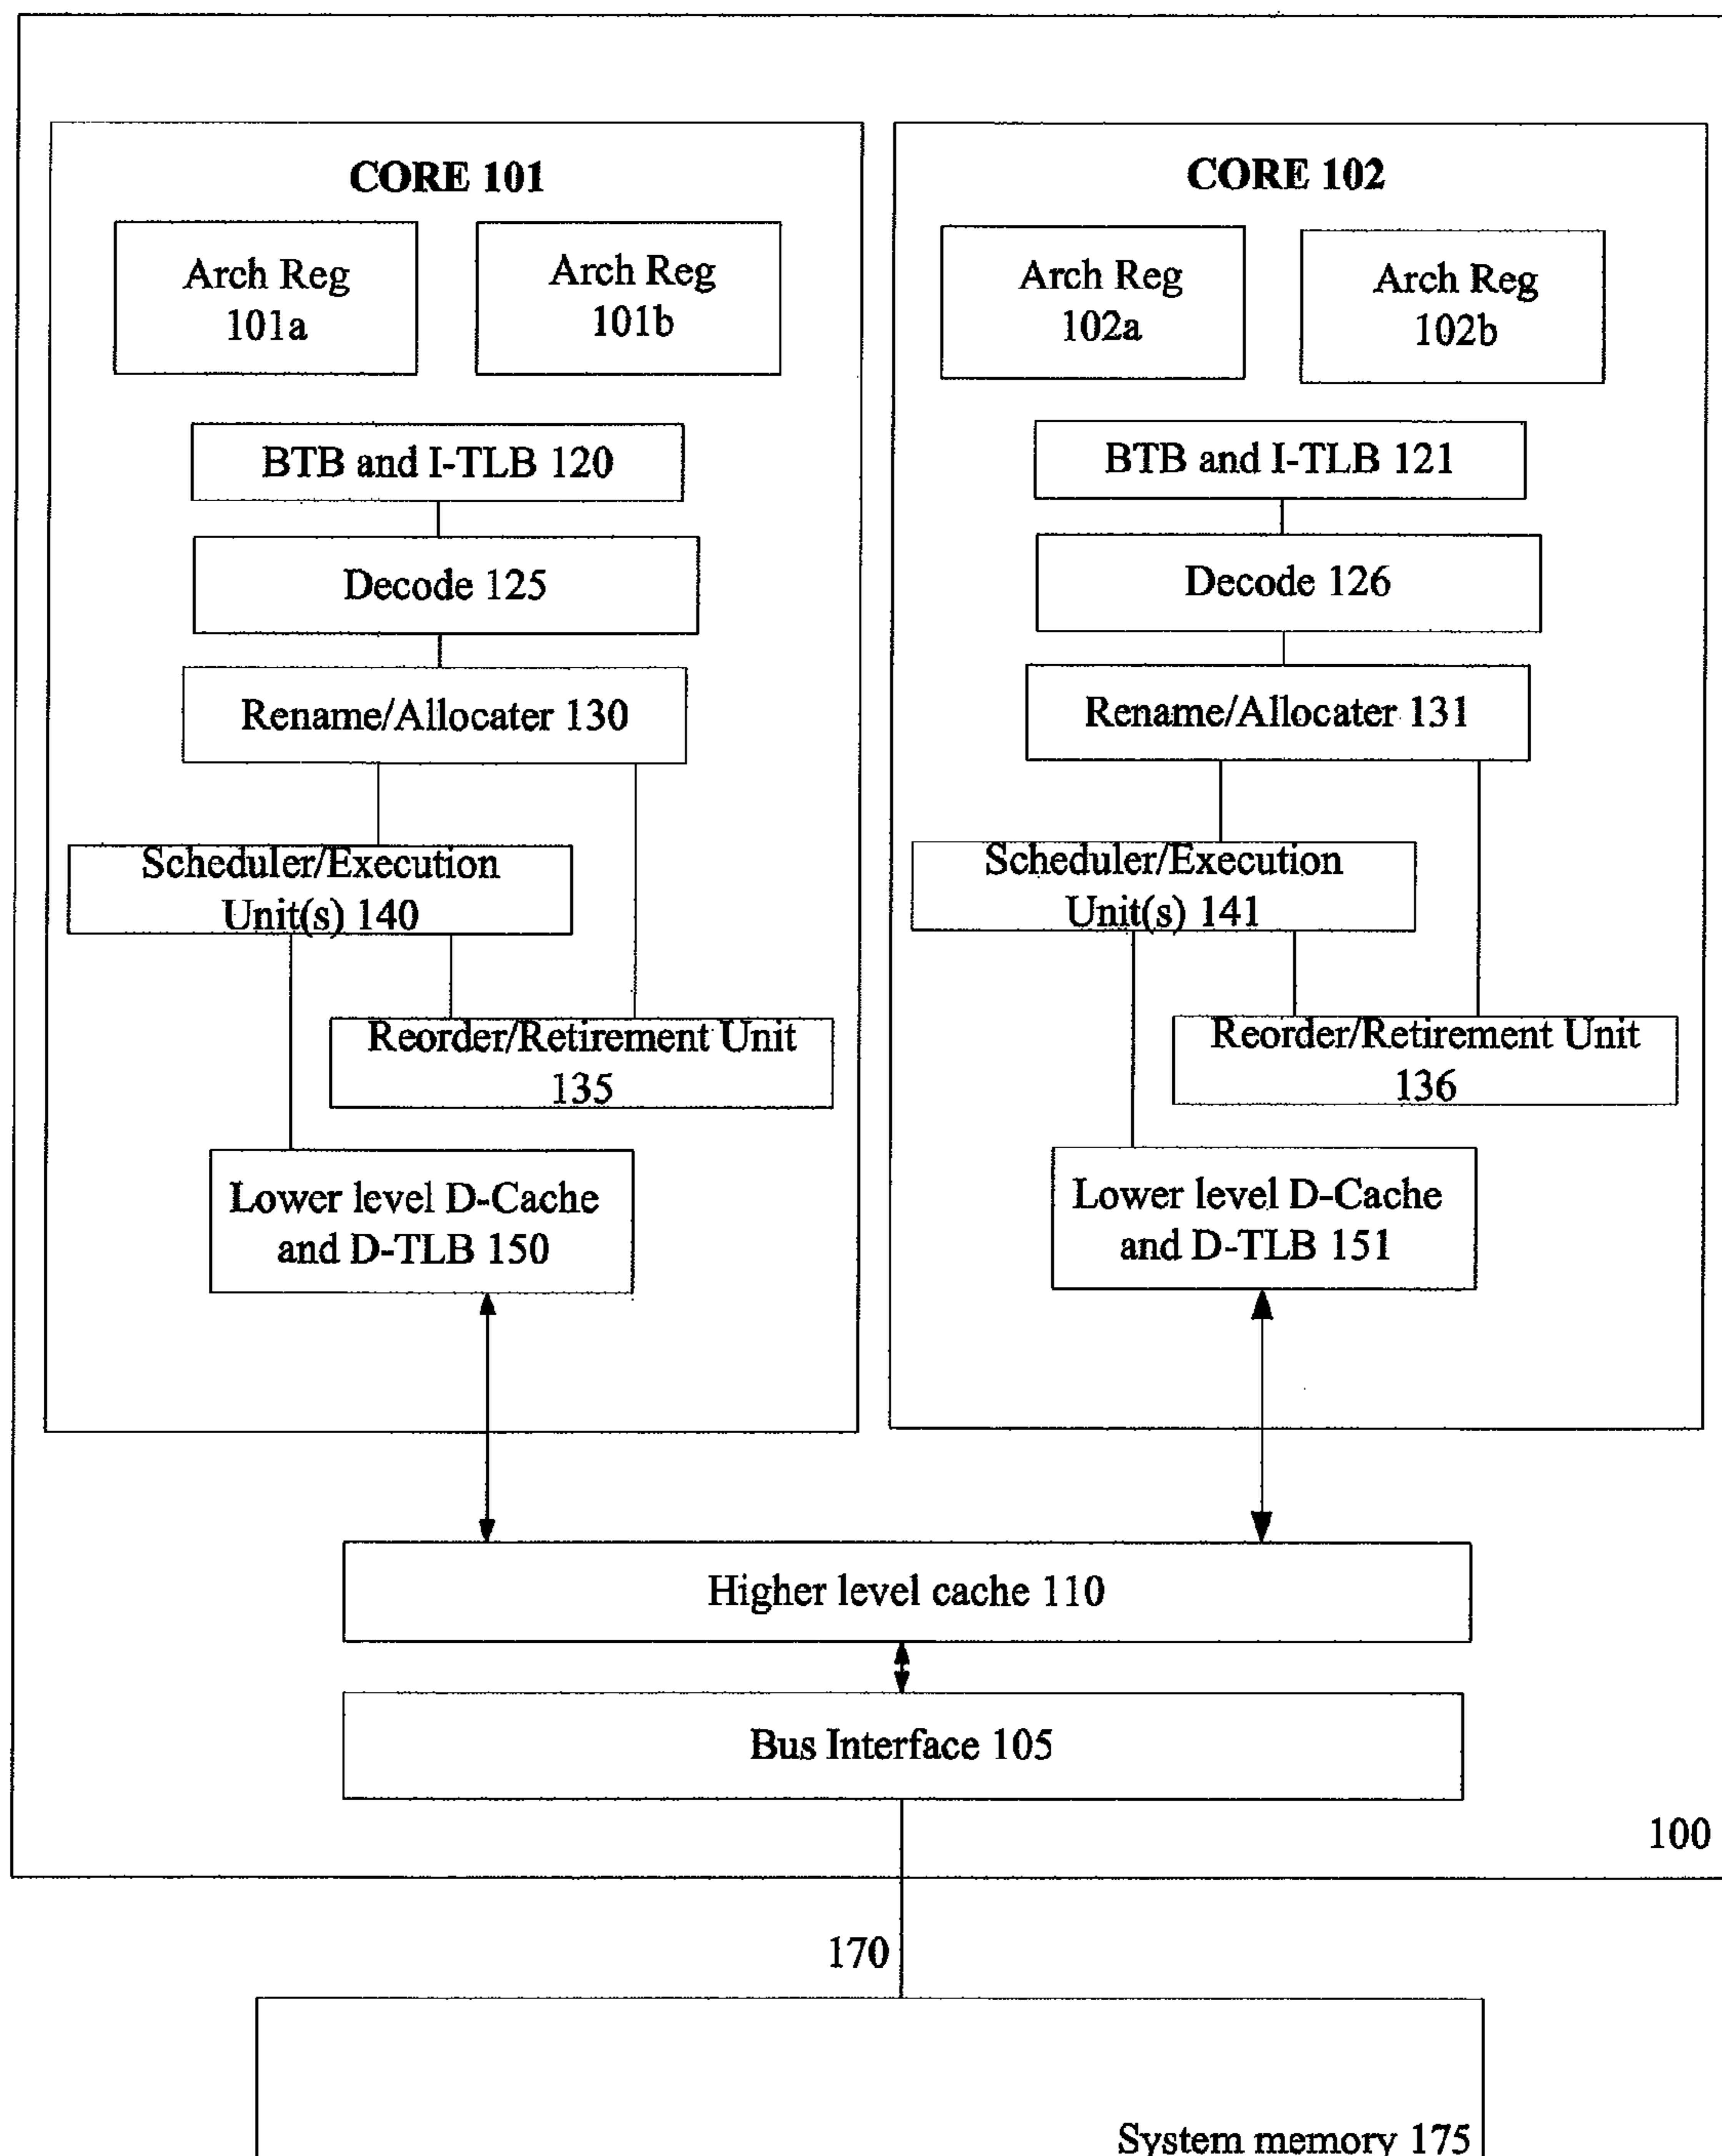 CORE 101
Arch Reg
101a
Arch Reg
101b
BTB and I-TLB 120
Decode 125
Rename/Allocater 130
Scheduler/Execution
Unit(s) 140
Reorder/Retirement Unit
135
Lower level D-Cache
and D-TLB 150
CORE 102
Arch Reg
102a
Arch Reg
102b
BTB and I-TLB 121
Decode 126
Rename/Allocater 131
Scheduler/Execution
Unit(s) 141
Reorder/Retirement Unit
136
Lower level D-Cache
and D-TLB 151
Higher level cache 110
Bus Interface 105
100
170
System memory 175